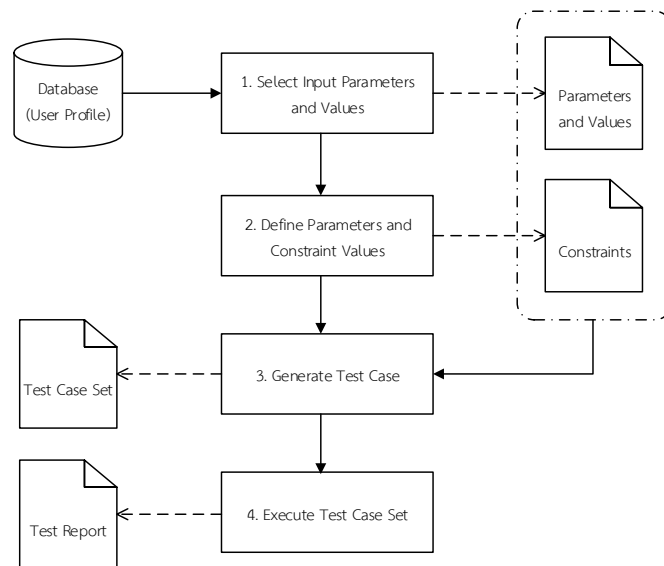 Database
(User Profile)
1. Select Input Parameters
and Values
Parameters
and Values
2. Define Parameters and
Constraint Values
Constraints
Test Case Set
3. Generate Test Case
Test Report
4. Execute Test Case Set